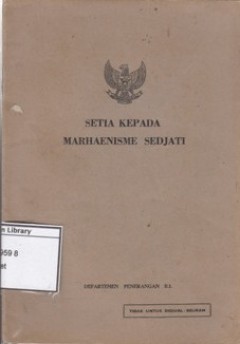 SETIA KEPADA
MARHAENISME SEDJATI
s Library
959 8
et
DEPARTEMEN PENERANGAN R.I.